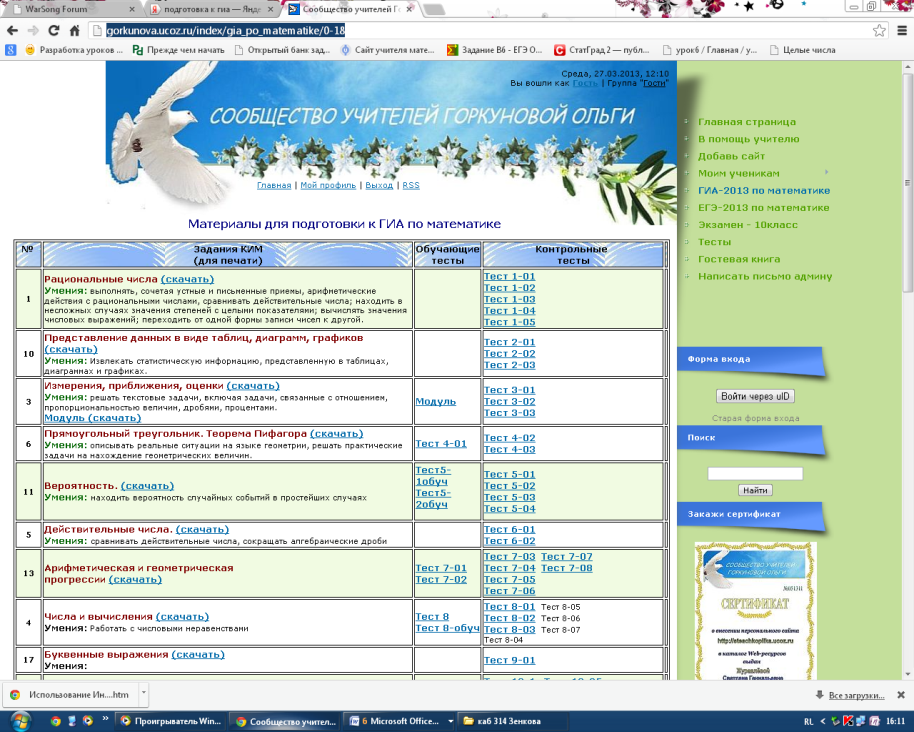 WarSong Forum
подготовка к гиа — Янде
Сообщество учителей Г
gorkunova.ucoz.ru/index/gia_po_matematike/0-18
Разработка уроков ...
Прежде чем начать
Открытый банк зад...
Сайт учителя мате...
Задание В6 - ЕГЭ О...
СтатГрад 2 — публ...
урок6 / Главная / у...
Целые числа
Среда, 27.03.2013, 12:10
Вы вошли как Гость | Группа "Гости"
СООБЩЕСТВО УЧИТЕЛЕЙ ГОРКУНОВОЙ ОЛЬГИ
Главная | Мой профиль | Выход | RSS
Материалы для подготовки к ГИА по математике
№
Задания КИМ
(для печати)
Обучающие
тесты
Контрольные
тесты
1
Рациональные числа (скачать)
Умения: выполнять, сочетая устные и письменные приемы, арифметические
действия с рациональными числами, сравнивать действительные числа; находить в
несложных случаях значения степеней с целыми показателями; вычислять значения
числовых выражений; переходить от одной формы записи чисел к другой.
Тест 1-01
Тест 1-02
Тест 1-03
Тест 1-04
Тест 1-05
10
Представление данных в виде таблиц, диаграмм, графиков
(скачать)
Умения: Извлекать статистическую информацию, представленную в таблицах,
диаграммах и графиках.
Тест 2-01
Тест 2-02
Тест 2-03
3
Измерения, приближения, оценки (скачать)
Умения: решать текстовые задачи, включая задачи, связанные с отношением,
пропорциональностью величин, дробями, процентами.
Модуль (скачать)
Модуль
Тест 3-01
Тест 3-02
Тест 3-03
6
Прямоугольный треугольник. Теорема Пифагора (скачать)
Умения: описывать реальные ситуации на языке геометрии, решать практические
задачи на нахождение геометрических величин.
Тест 4-01
Тест 4-02
Тест 4-03
11
Вероятность. (скачать)
Умения: находить вероятность случайных событий в простейших случаях
Тест5-
1обуч
Тест5-
2обуч
Тест 5-01
Тест 5-02
Тест 5-03
Тест 5-04
5
Действительные числа. (скачать)
Умения: сравнивать действительные числа, сокращать алгебраические дроби
Тест 6-01
Тест 6-02
13
Арифметическая и геометрическая
прогрессии (скачать)
Тест 7-01
Тест 7-02
Тест 7-03 Тест 7-07
Тест 7-04 Тест 7-08
Тест 7-05
Тест 7-06
4
Числа и вычисления (скачать)
Умения: Работать с числовыми неравенствами
Тест 8
Тест 8-обуч
Тест 8-01 Тест 8-05
Тест 8-02 Тест 8-06
Тест 8-03 Тест 8-07
Тест 8-04
17
Буквенные выражения (скачать)
Умения:
Тест 9-01
Главная страница
В помощь учителю
Добавь сайт
Моим ученикам
ГИА-2013 по математике
ЕГЭ-2013 по математике
Экзамен - 10класс
Тесты
Гостевая книга
Написать письмо админу
Форма входа
Войти через uID
Старая форма входа
Поиск
Найти
Закажи сертификат
СООБЩЕСТВО УЧИТЕЛЕЙ
ГОРКУНОВОЙ ОЛЬГИ
№051311
СЕРТИФИКАТ
о внесении персонального сайта
http://eteachkopilka.ucoz.ru
в каталог Web-ресурсов
выдан
Журавлёвой
Использование Ин....htm
Все загрузки...
Проигрыватель Win...
Сообщество учител...
6 Microsoft Office...
каб 314 Зенкова
RL
16:11